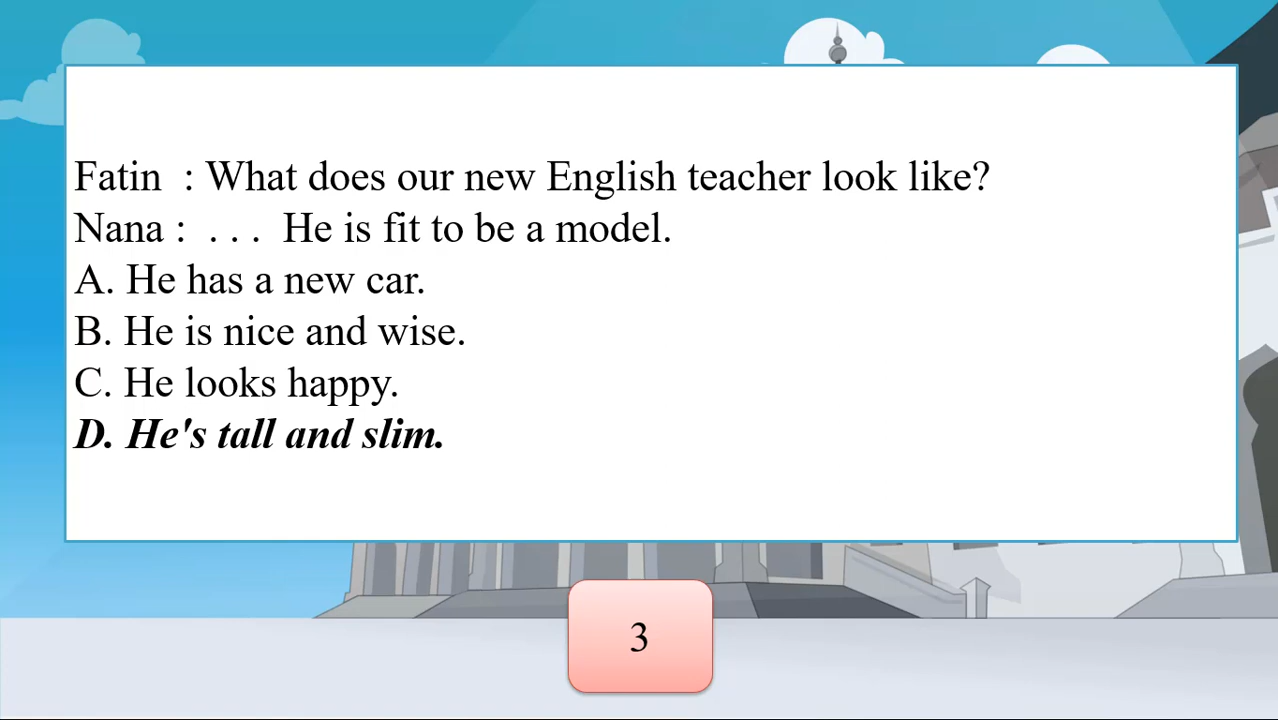 Fatin : What does our new English teacher look like?
Nana : . . . He is fit to be a model.
A. He has a new car.
B. He is nice and wise.
C. He looks happy.
D. He's tall and slim.
3